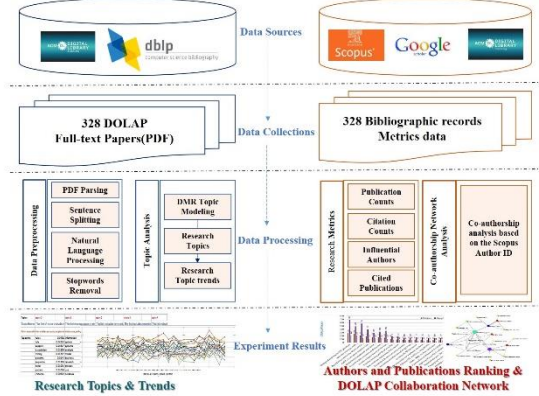 Data Sources
DIGITAL
LIBRARY
dblp
computer science bibliography
Scopus
Google
DIGITAL
LIBRARY
328 DOLAP
Full-text Papers(PDF)
Data Collections
328 Bibliographic records
Metrics data
Data Preprocessing
PDF Parsing
Sentence
Splitting
Natural
Language
Processing
Stopwords
Removal
Topic Analysis
DMR Topic
Modeling
Research
Topics
Research
Topic trends
Data Processing
Research Metrics
Publication
Counts
Citation
Counts
Influential
Authors
Cited
Publications
Co-authorship Network
Analysis
Co-authorship
analysis based
on the Scopus
Author ID
Experiment Results
Research Topics & Trends
Authors and Publications Ranking &
DOLAP Collaboration Network